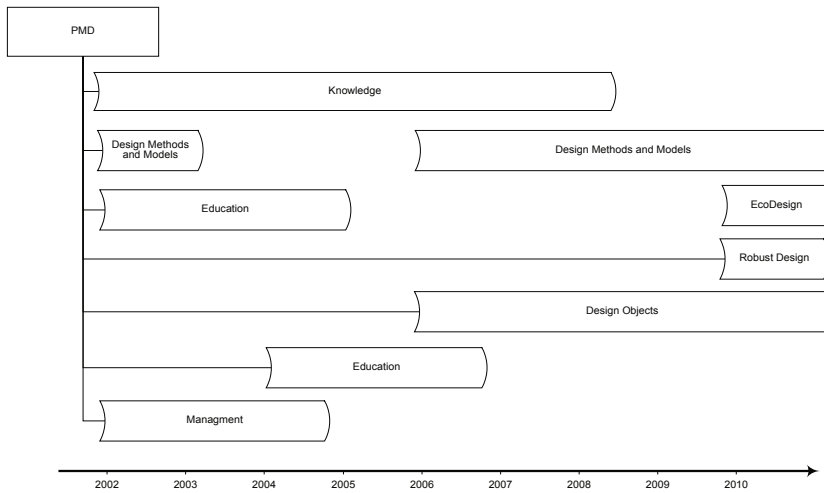 PMD
Knowledge
Design Methods
and Models
Design Methods and Models
Education
EcoDesign
Robust Design
Design Objects
Education
Managment
2002 2003 2004 2005 2006 2007 2008 2009 2010